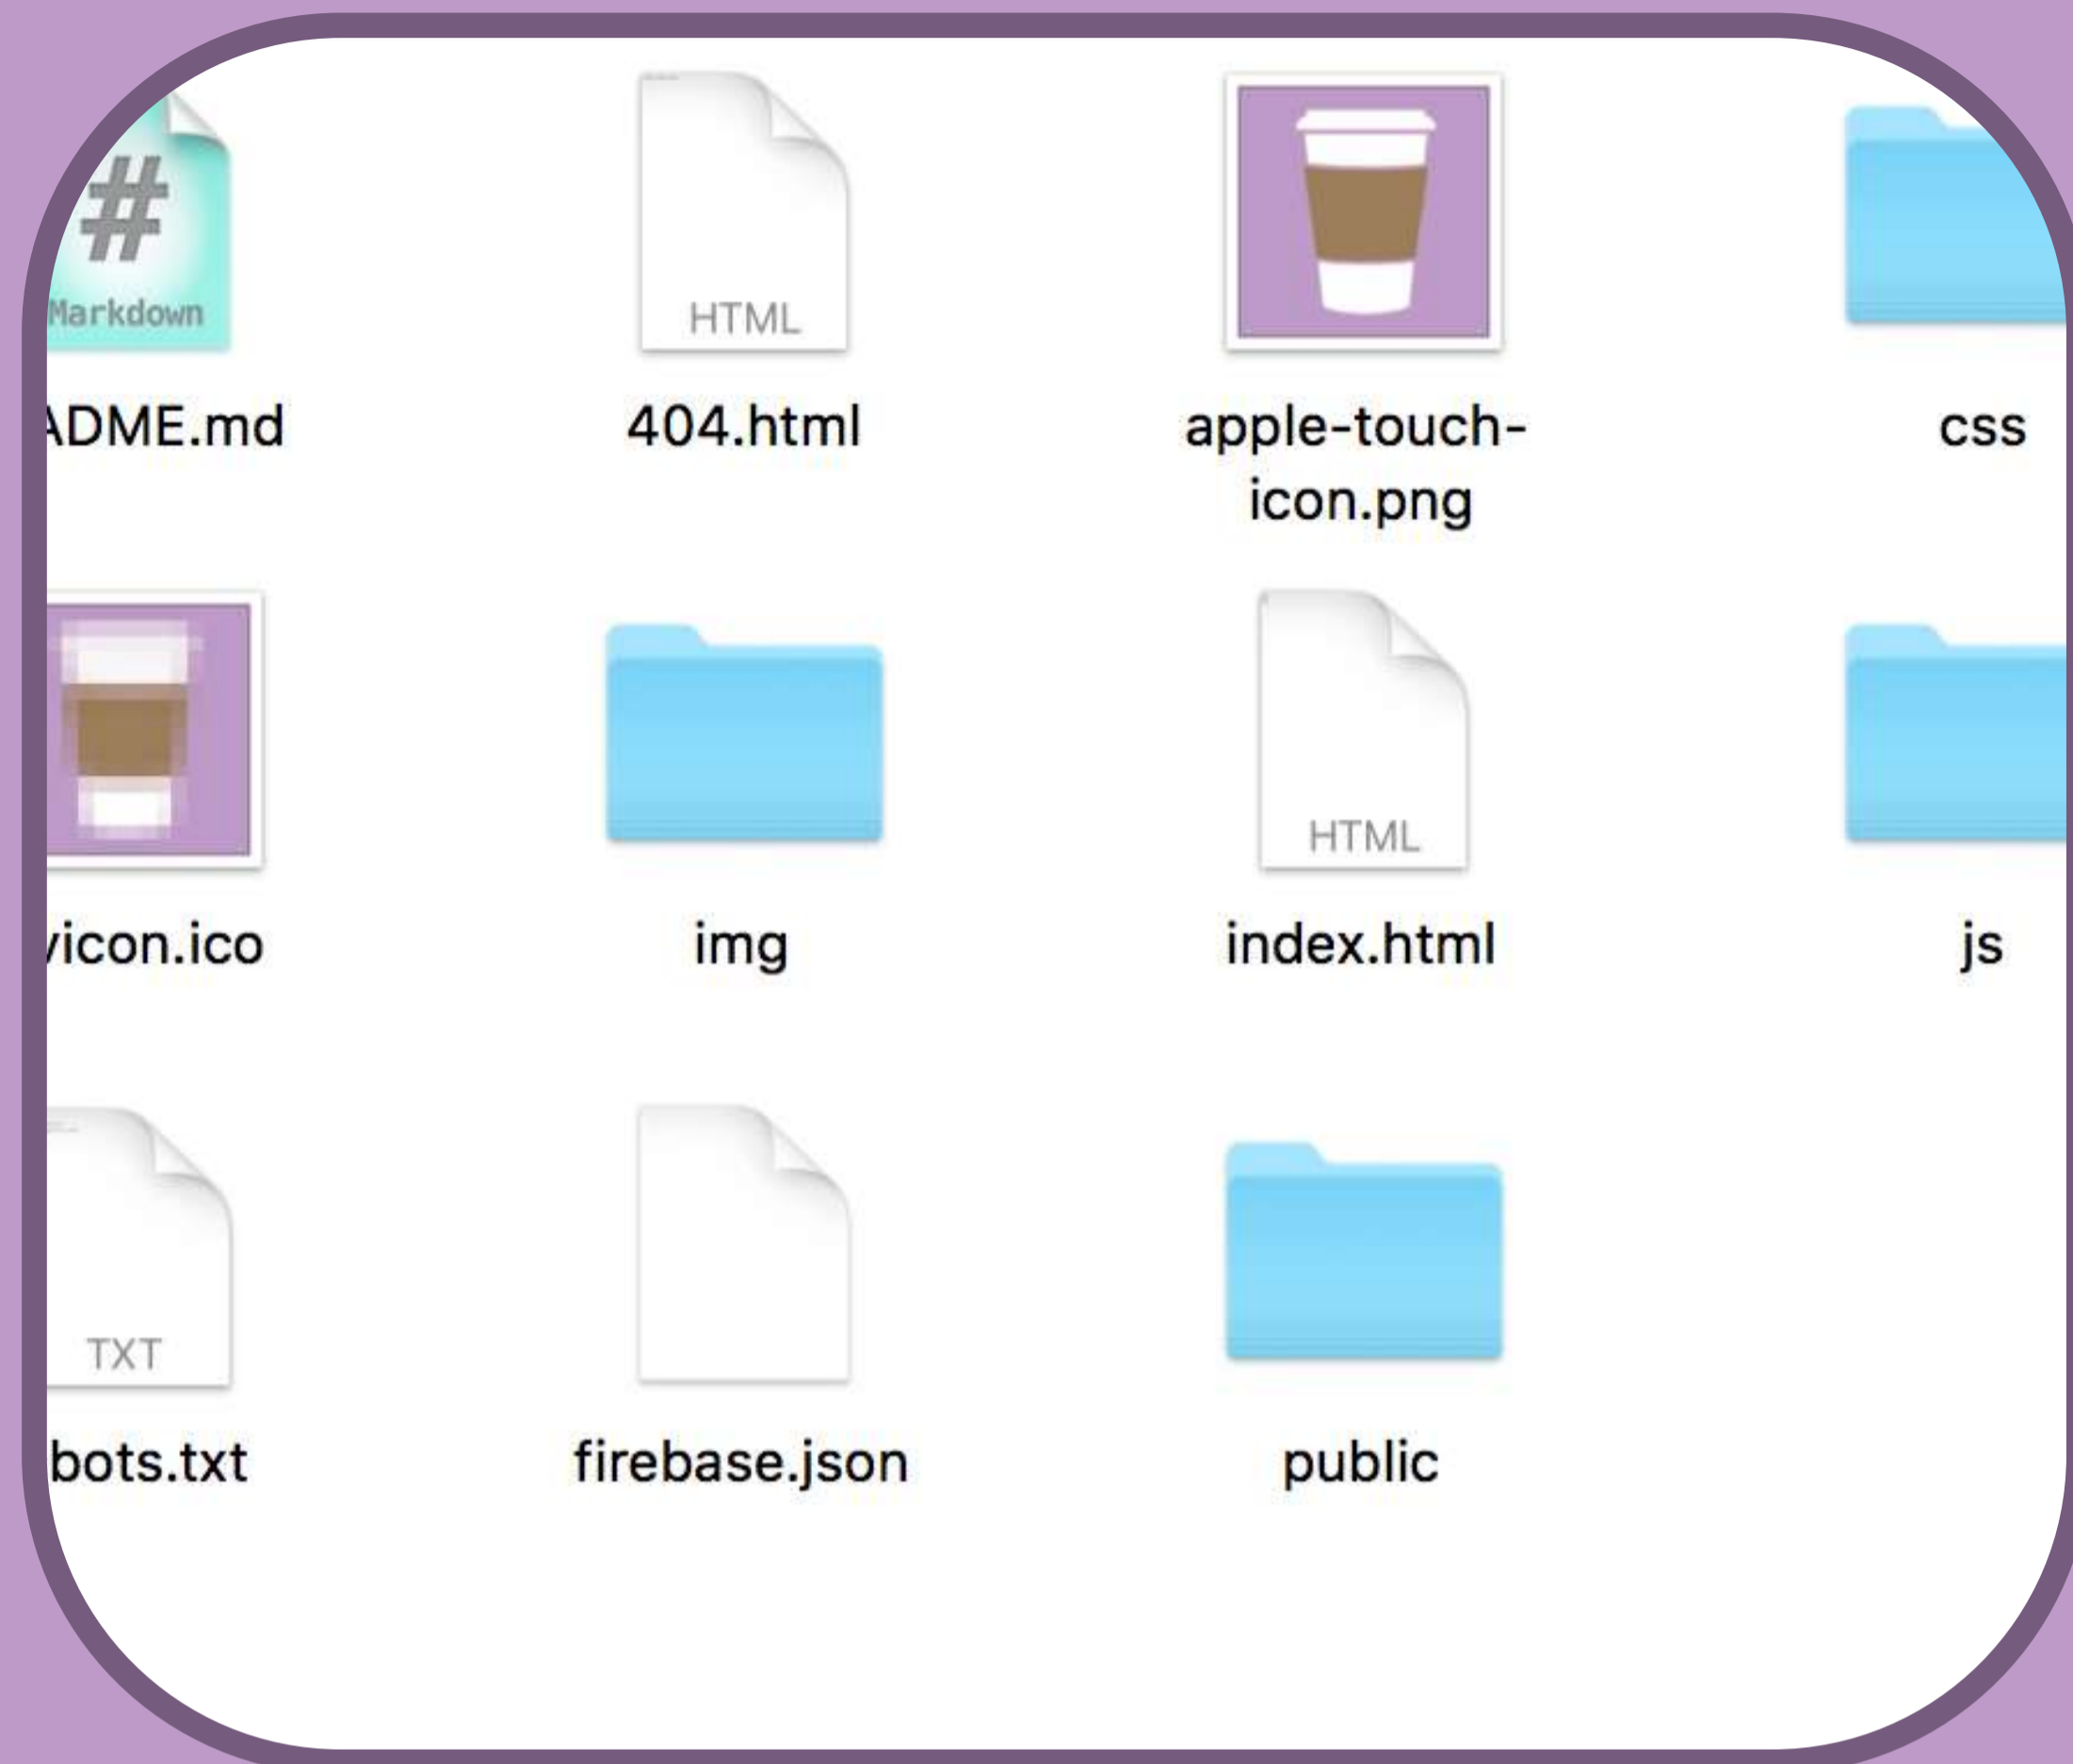 #
HTML
Markdown
ADME.md
404.html
apple-touch-
icon.png
css
HTML
vicon.ico
img
index.html
js
TXT
bots.txt
firebase.json
public